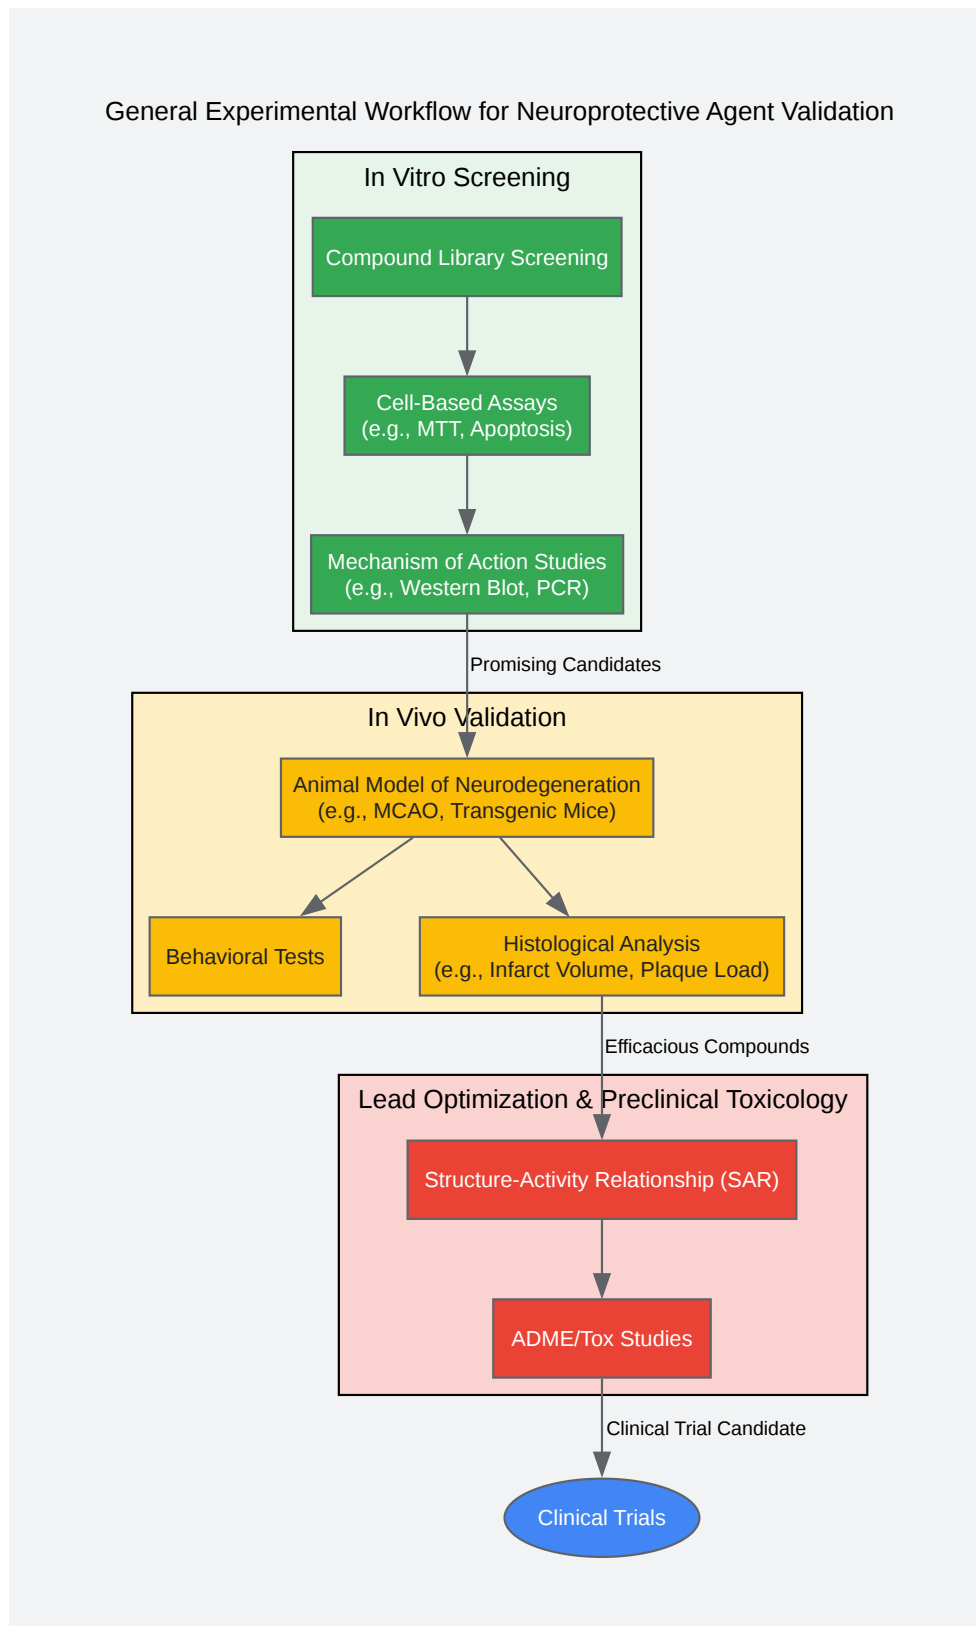 General Experimental Workflow for Neuroprotective Agent Validation
In Vitro Screening
Compound Library Screening
Cell-Based Assays
(e.g., MTT, Apoptosis)
Mechanism of Action Studies
(e.g., Western Blot, PCR)
Promising Candidates
In Vivo Validation
Animal Model of Neurodegeneration
(e.g., MCAO, Transgenic Mice)
Behavioral Tests
Histological Analysis
(e.g., Infarct Volume, Plaque Load)
Efficacious Compounds
Lead Optimization & Preclinical Toxicology
Structure-Activity Relationship (SAR)
ADME/Tox Studies
Clinical Trial Candidate
Clinical Trials